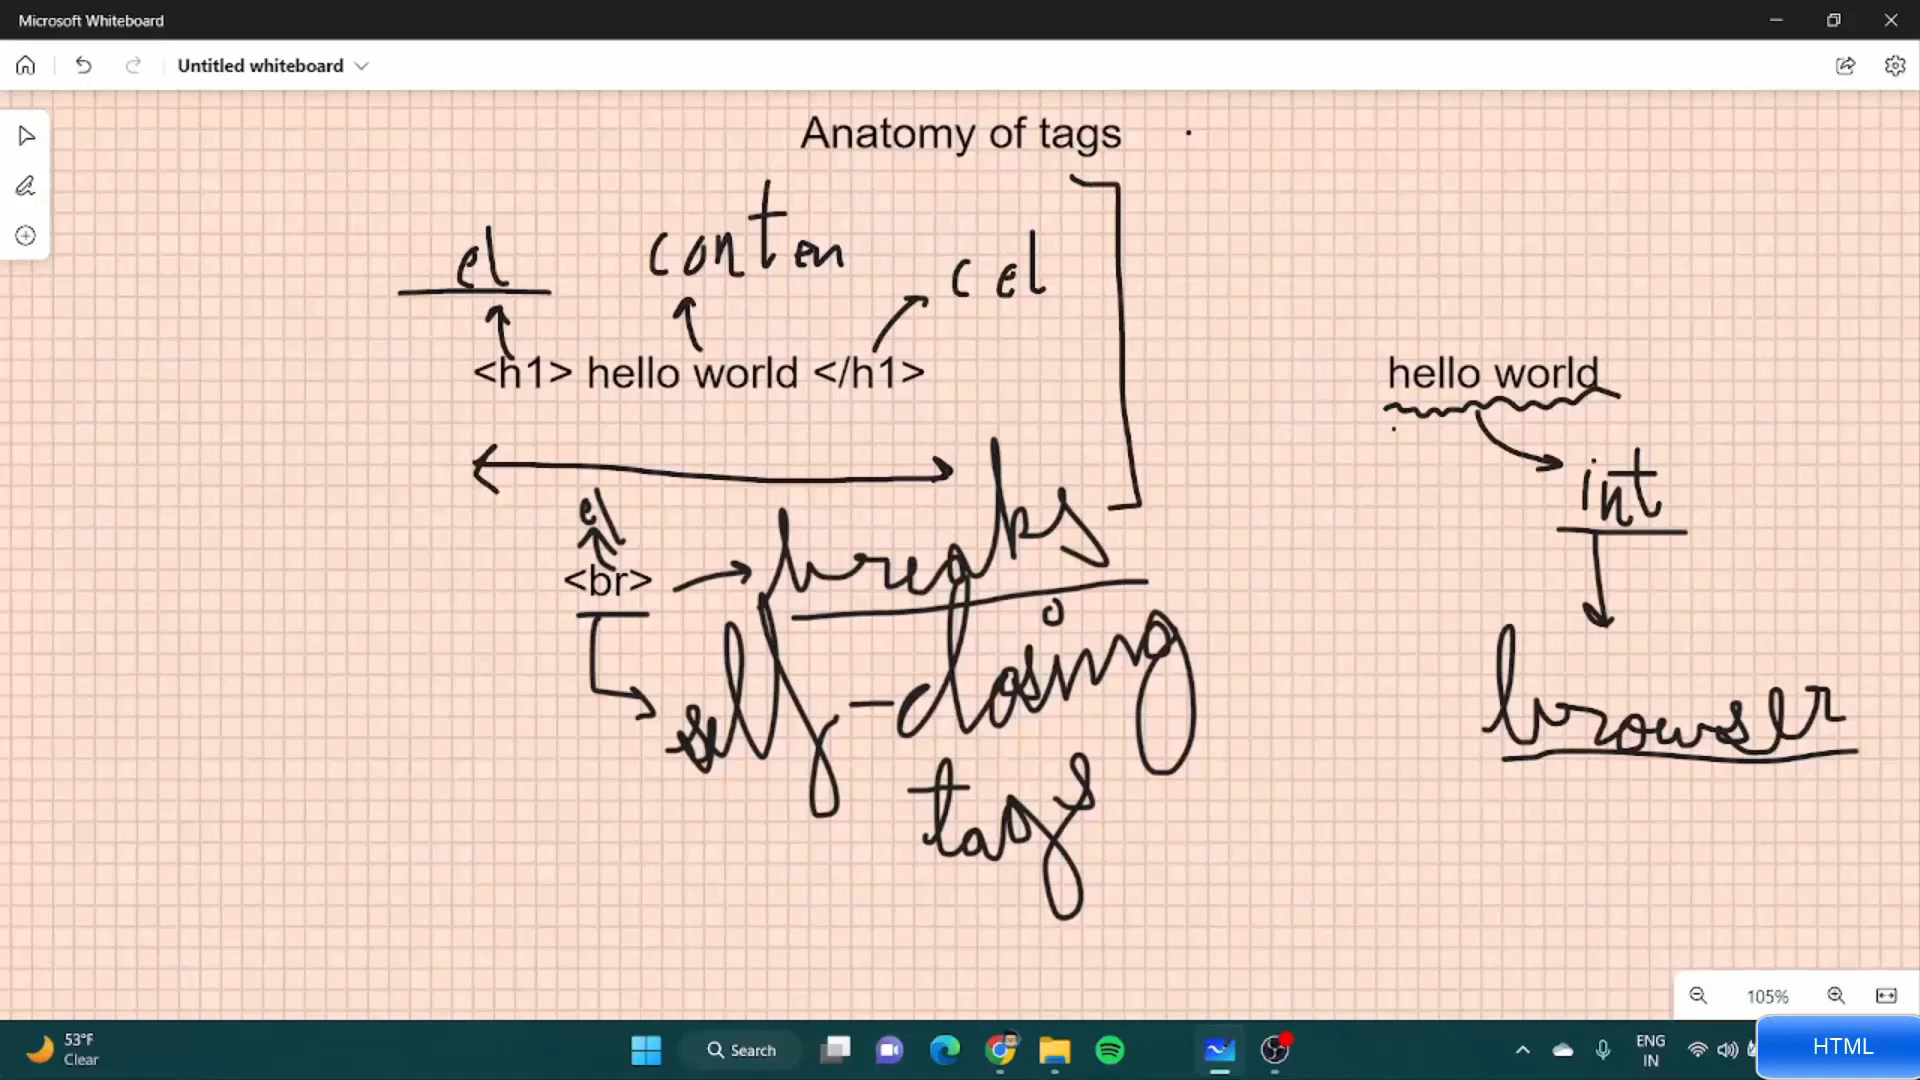 Microsoft Whiteboard
Untitled whiteboard
Anatomy of tags
el conten cel
<h1> hello world </h1>
hello world
int
el
<br> breaks
self-closing
tags
browser
105%
53°F
Clear
Search
ENG
IN
HTML